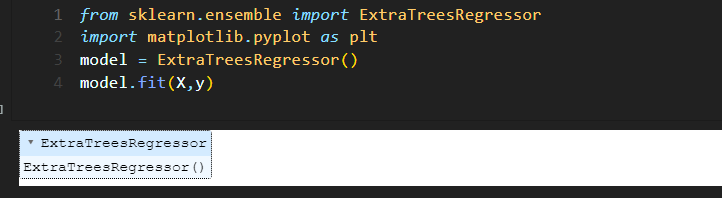 1 from sklearn.ensemble import ExtraTreesRegressor
2 import matplotlib.pyplot as plt
3 model = ExtraTreesRegressor()
4 model.fit(X,y)
]
▾ ExtraTreesRegressor
ExtraTreesRegressor()